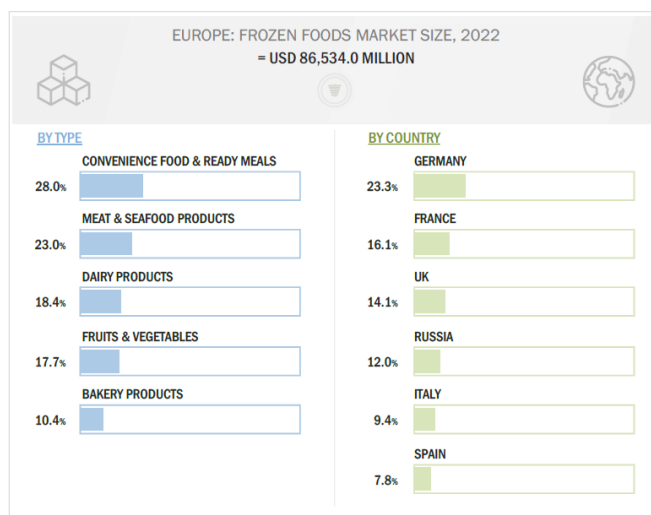 EUROPE: FROZEN FOODS MARKET SIZE, 2022
= USD 86,534.0 MILLION
BY TYPE
CONVENIENCE FOOD & READY MEALS
28.0%
MEAT & SEAFOOD PRODUCTS
23.0%
DAIRY PRODUCTS
18.4%
FRUITS & VEGETABLES
17.7%
BAKERY PRODUCTS
10.4%
BY COUNTRY
GERMANY
23.3%
FRANCE
16.1%
UK
14.1%
RUSSIA
12.0%
ITALY
9.4%
SPAIN
7.8%